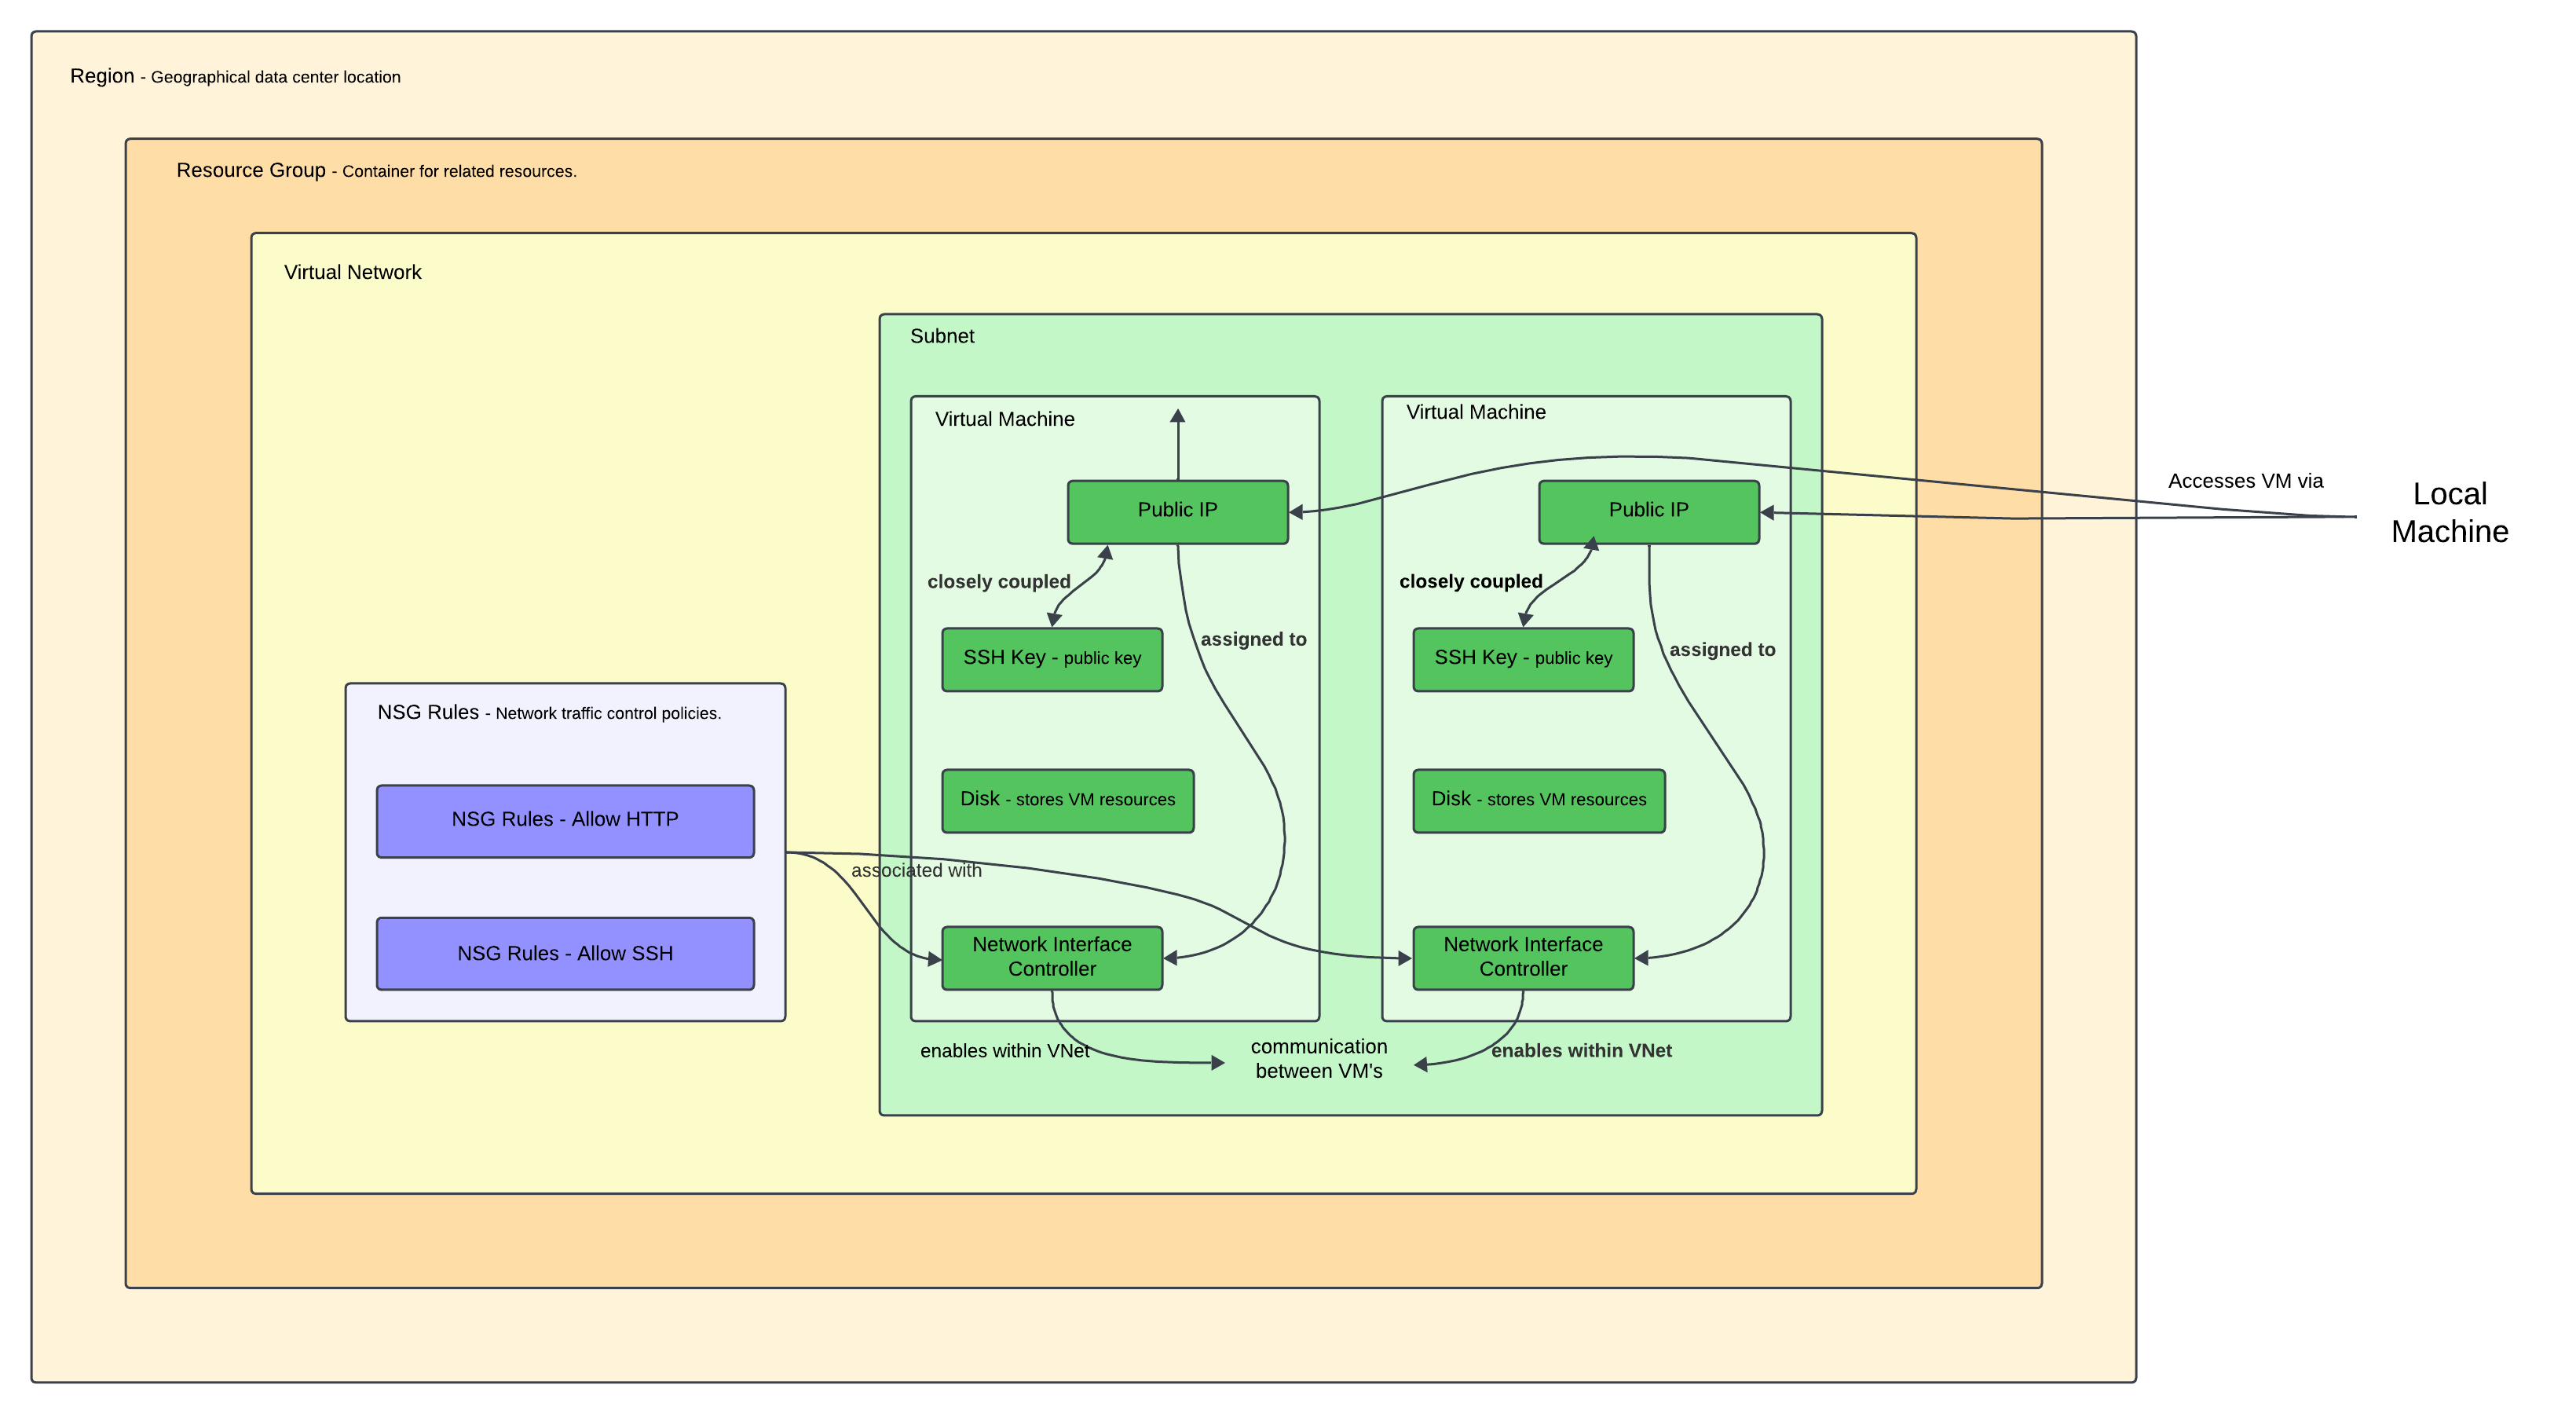 Region - Geographical data center location
Resource Group - Container for related resources.
Virtual Network
Subnet
Virtual Machine
Virtual Machine
Accesses VM via
Local
Machine
Public IP
Public IP
closely coupled
closely coupled
assigned to
assigned to
SSH Key - public key
SSH Key - public key
NSG Rules - Network traffic control policies.
Disk - stores VM resources
Disk - stores VM resources
NSG Rules - Allow HTTP
associated with
NSG Rules - Allow SSH
Network Interface
Controller
Network Interface
Controller
enables within VNet
communication
between VM's
enables within VNet